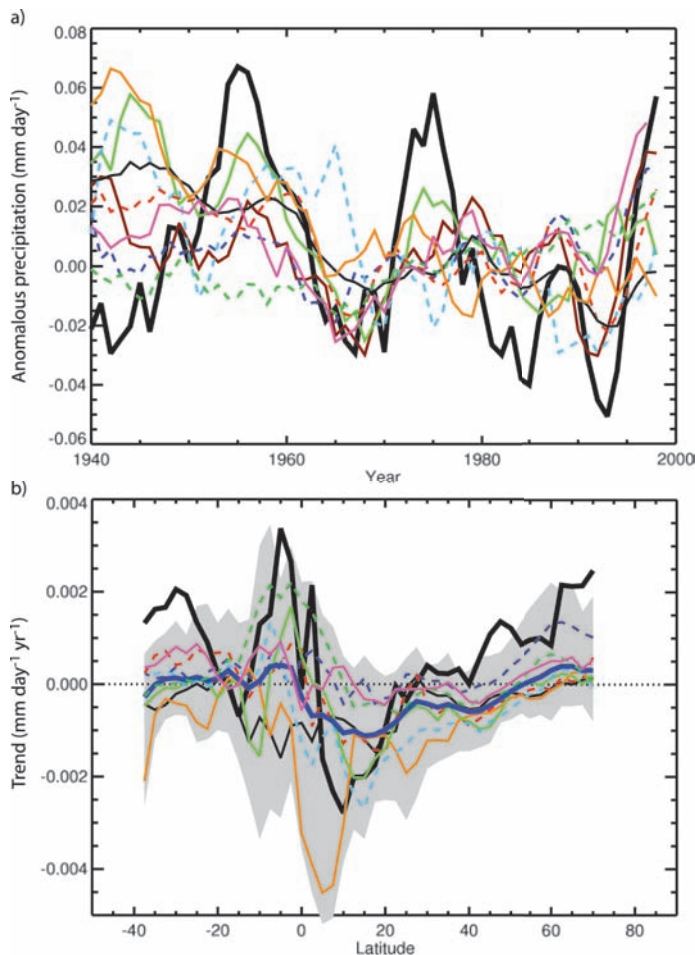 a)
Anomalous precipitation (mm day⁻¹)
0.08
0.06
0.04
0.02
0.00
-0.02
-0.04
-0.06
1940 1960 1980 2000
Year
b)
Trend (mm day⁻¹ yr⁻¹)
0.004
0.002
0.000
-0.002
-0.004
-40 -20 0 20 40 60 80
Latitude